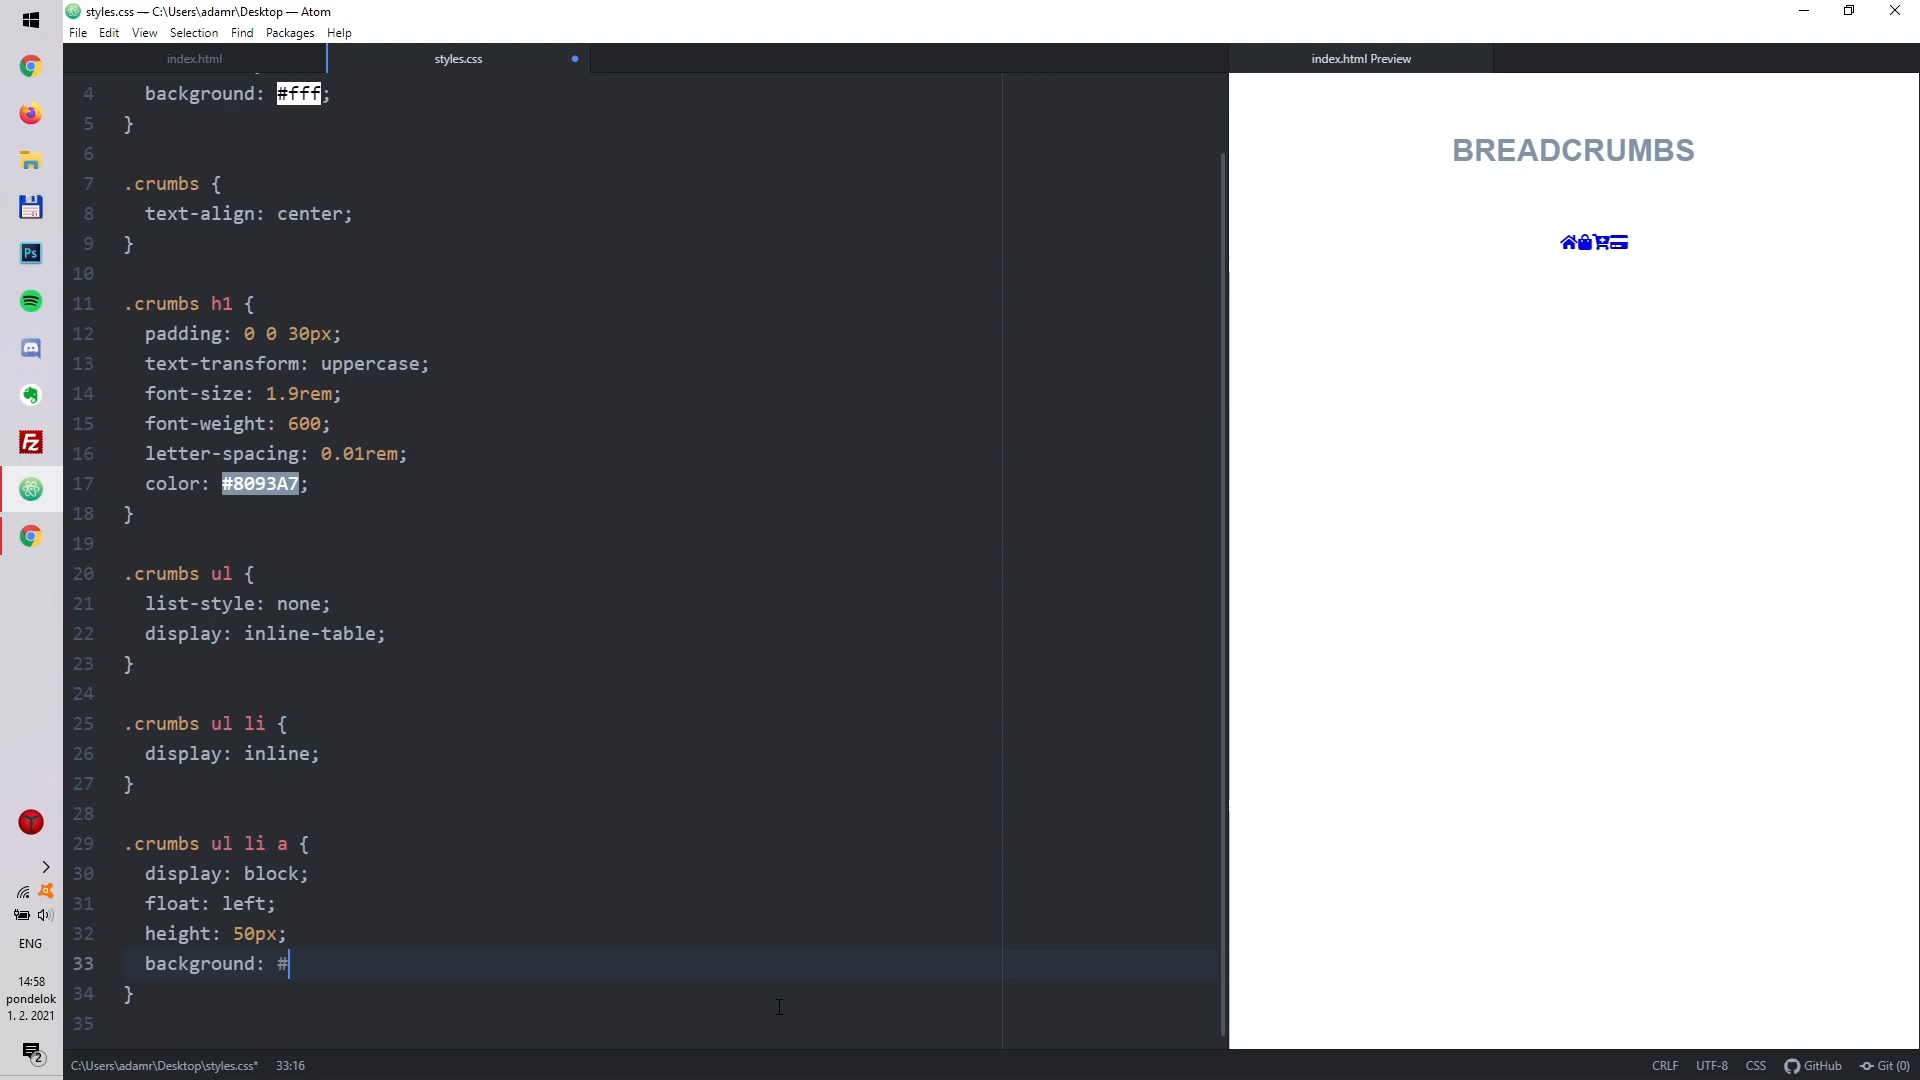 styles.css — C:\Users\adamr\Desktop — Atom
File Edit View Selection Find Packages Help
index.html
styles.css
index.html Preview
4 background: #fff;
5 }
6
7 .crumbs {
8 text-align: center;
9 }
10
11 .crumbs h1 {
12 padding: 0 0 30px;
13 text-transform: uppercase;
14 font-size: 1.9rem;
15 font-weight: 600;
16 letter-spacing: 0.01rem;
17 color: #8093A7;
18 }
19
20 .crumbs ul {
21 list-style: none;
22 display: inline-table;
23 }
24
25 .crumbs ul li {
26 display: inline;
27 }
28
29 .crumbs ul li a {
30 display: block;
31 float: left;
32 height: 50px;
33 background: #
34 }
35
BREADCRUMBS
Ps
Fz
ENG
14:58
pondelok
1. 2. 2021
2
C:\Users\adamr\Desktop\styles.css* 33:16
CRLF UTF-8 CSS GitHub Git (0)